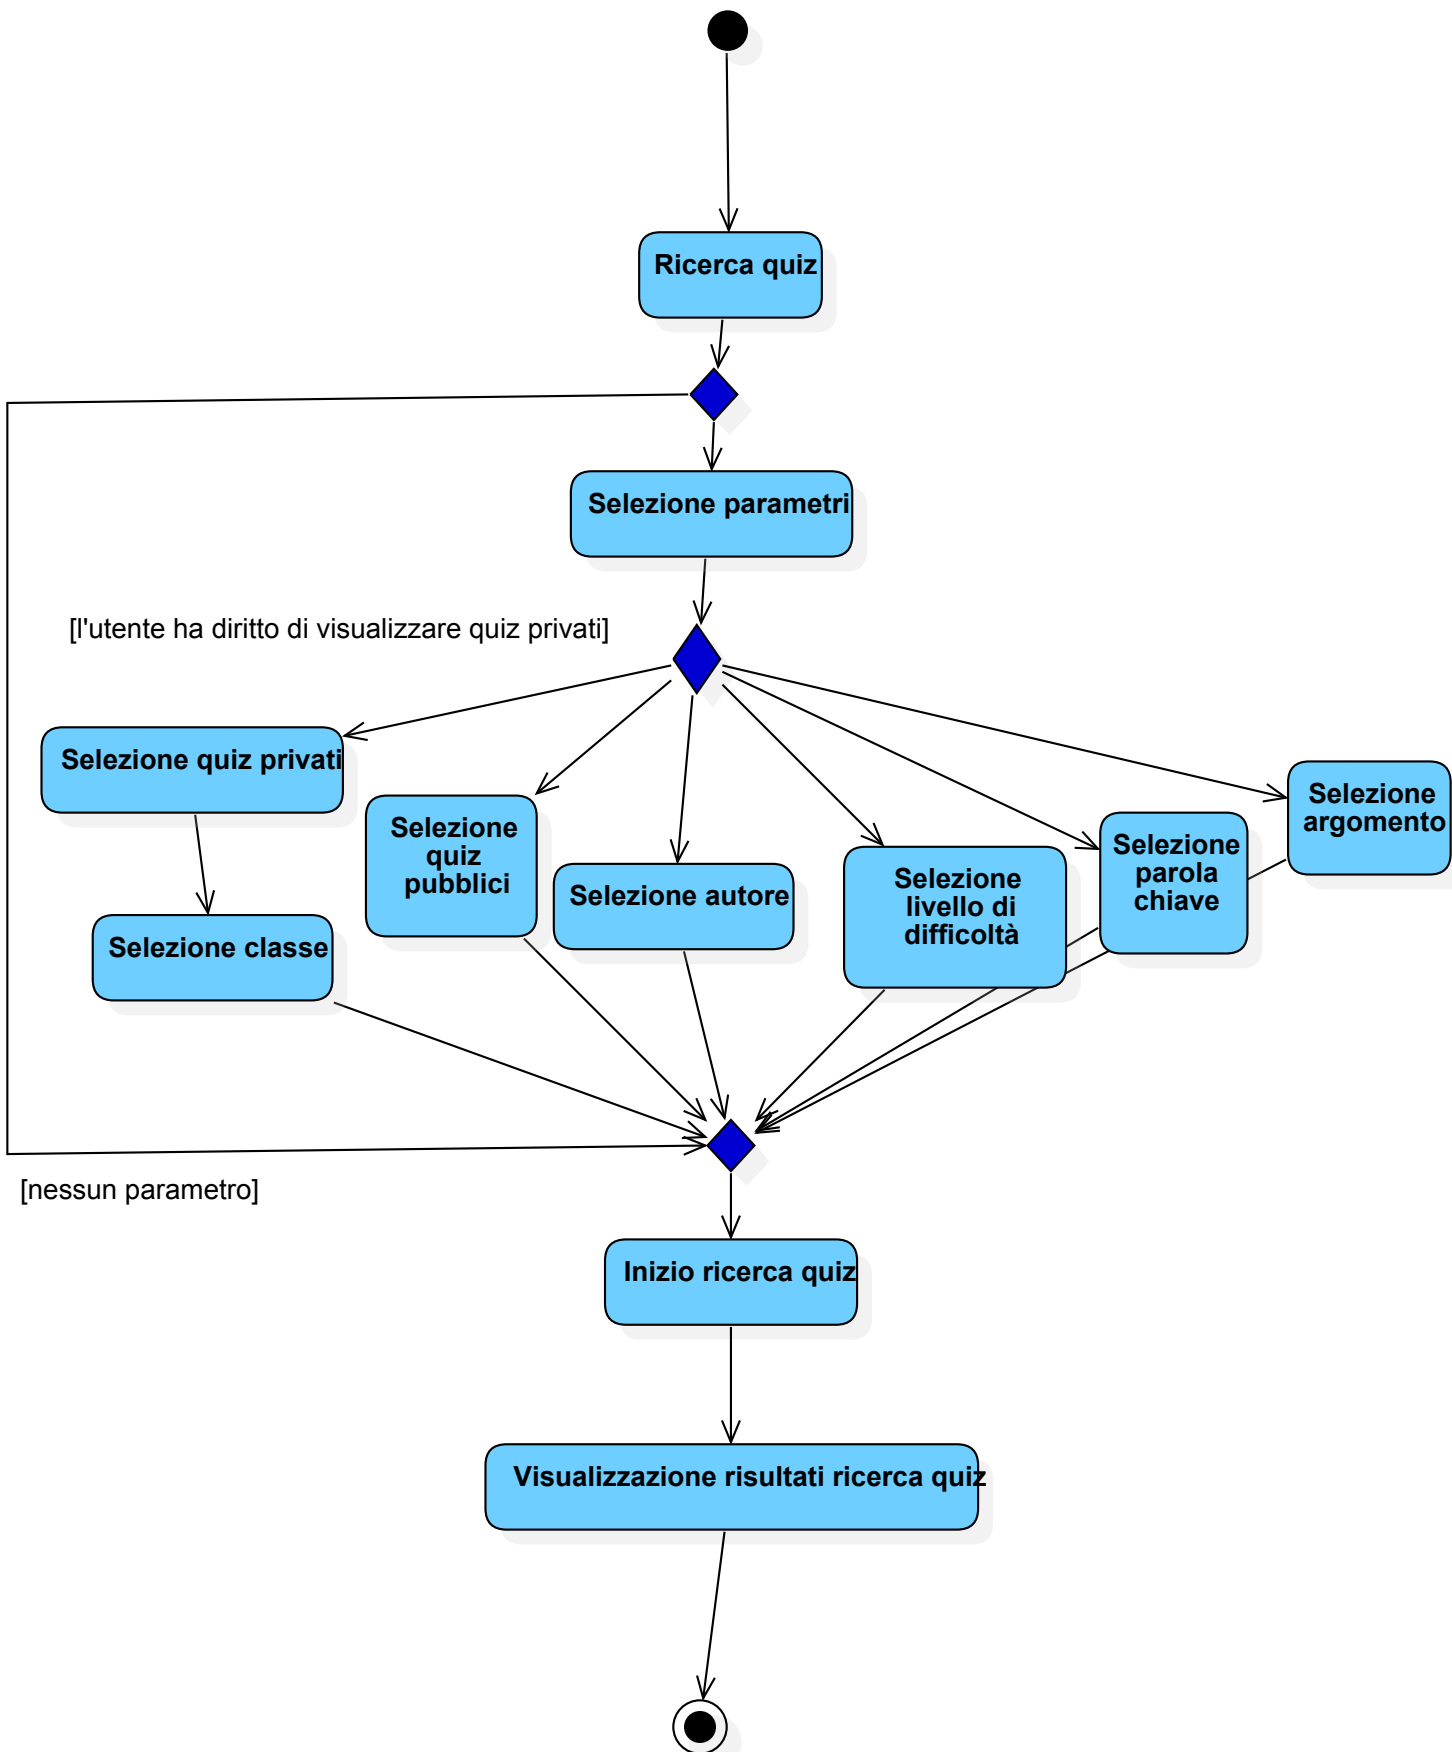 Ricerca quiz
Selezione parametri
[l'utente ha diritto di visualizzare quiz privati]
Selezione quiz privati
Selezione
quiz
pubblici
Selezione autore
Selezione
livello di
difficoltà
Selezione
parola
chiave
Selezione
argomento
Selezione classe
[nessun parametro]
Inizio ricerca quiz
Visualizzazione risultati ricerca quiz